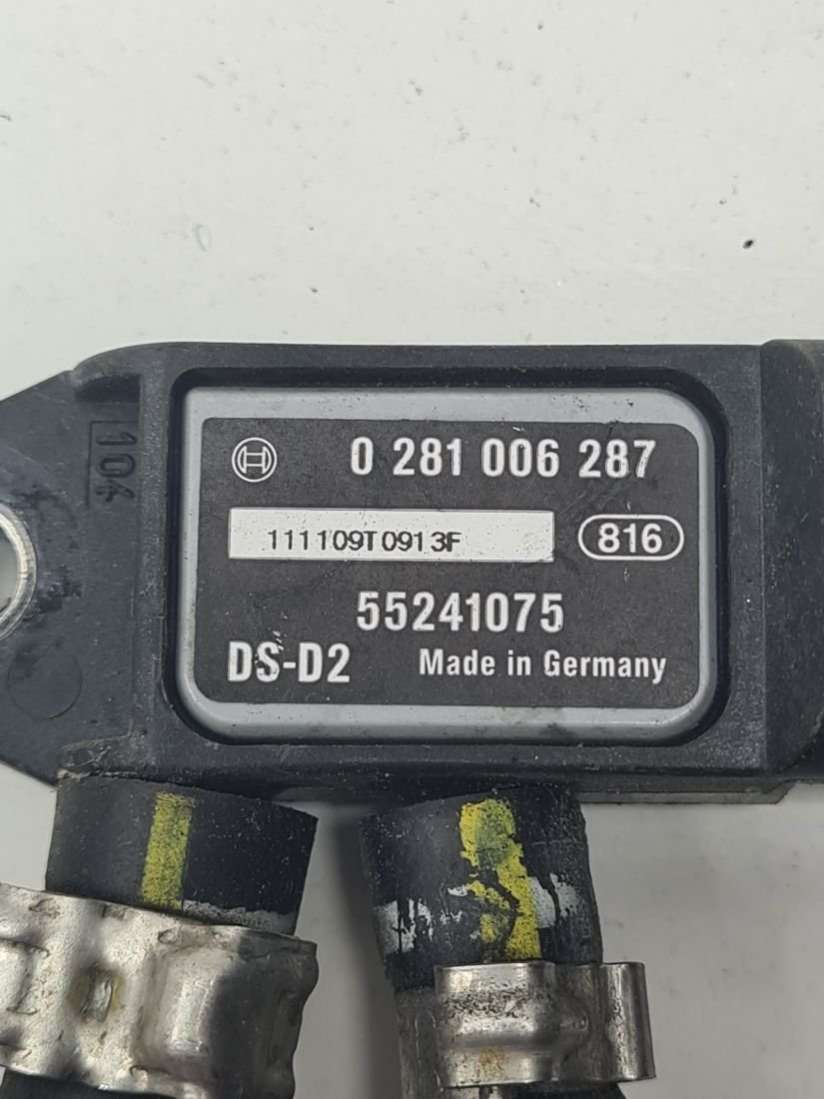 104
0 281 006 287
111109T0913F
816
55241075
DS-D2 Made in Germany